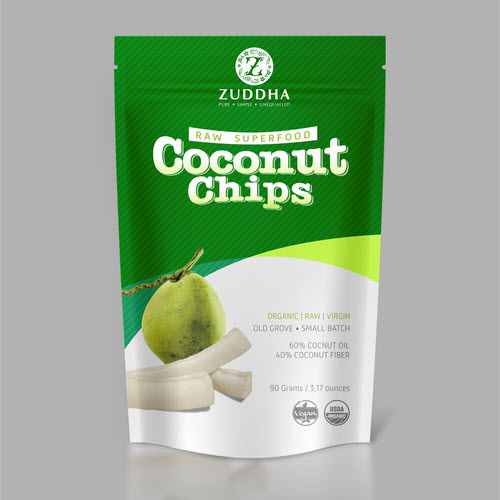 Z
ZUDDHA
PURE • SIMPLE • UNEQUALLED
RAW SUPERFOOD
Coconut
Chips
ORGANIC | RAW | VIRGIN
OLD GROVE • SMALL BATCH
60% COCNUT OIL
40% COCONUT FIBER
90 Grams / 3,17 ounces
Vegan
USDA
ORGANIC